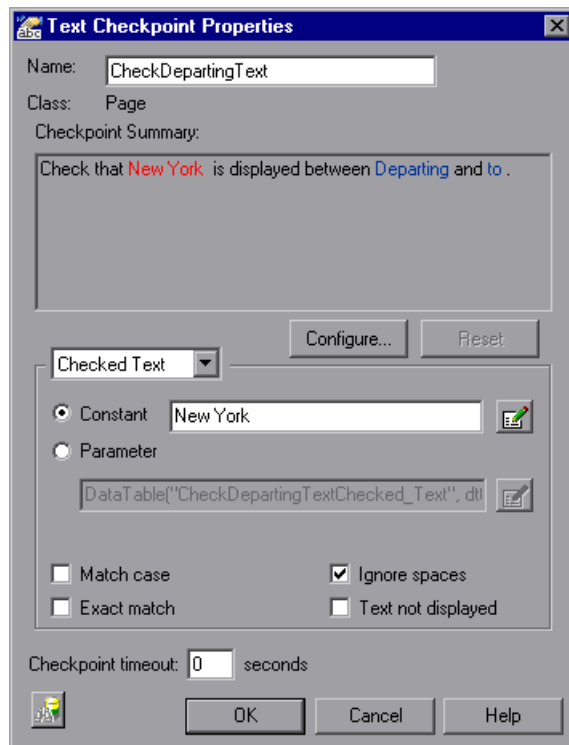 Text Checkpoint Properties
Name: CheckDepartingText
Class: Page
Checkpoint Summary:
Check that New York is displayed between Departing and to .
Configure... Reset
Checked Text
Constant New York
Parameter
DataTable("CheckDepartingTextChecked_Text", dt
Match case Ignore spaces
Exact match Text not displayed
Checkpoint timeout: 0 seconds
OK Cancel Help